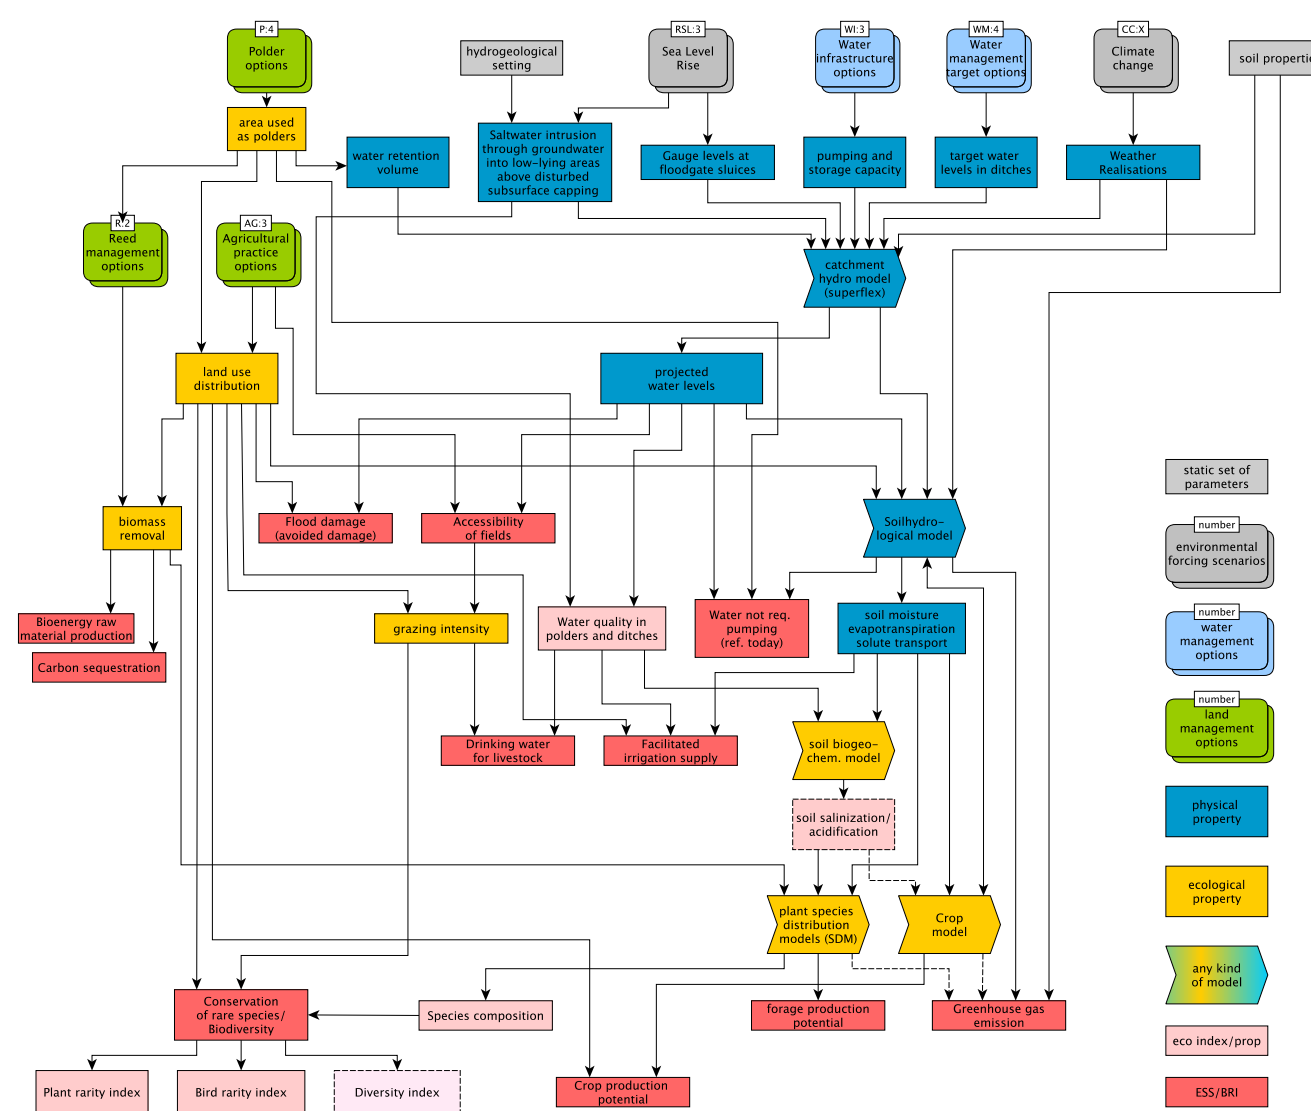 P:4
Polder
options
hydrogeological
setting
RSL:3
Sea Level
Rise
WI:3
Water
infrastructure
options
WM:4
Water
management
target options
CC:X
Climate
change
soil propertie
area used
as polders
water retention
volume
Saltwater intrusion
through groundwater
into low-lying areas
above disturbed
subsurface capping
Gauge levels at
floodgate sluices
pumping and
storage capacity
target water
levels in ditches
Weather
Realisations
R:2
Reed
management
options
AG:3
Agricultural
practice
options
catchment
hydro model
(superflex)
land use
distribution
projected
water levels
static set of
parameters
biomass
removal
Flood damage
(avoided damage)
Accessibility
of fields
Soilhydro-
logical model
number
environmental
forcing scenarios
Bioenergy raw
material production
Carbon sequestration
grazing intensity
Water quality in
polders and ditches
Water not req.
pumping
(ref. today)
soil moisture
evapotranspiration
solute transport
number
water
management
options
Drinking water
for livestock
Facilitated
irrigation supply
soil biogeo-
chem. model
number
land
management
options
soil salinization/
acidification
physical
property
plant species
distribution
models (SDM)
Crop
model
ecological
property
any kind
of model
Conservation
of rare species/
Biodiversity
Species composition
forage production
potential
Greenhouse gas
emission
eco index/prop
Plant rarity index
Bird rarity index
Diversity index
Crop production
potential
ESS/BRI